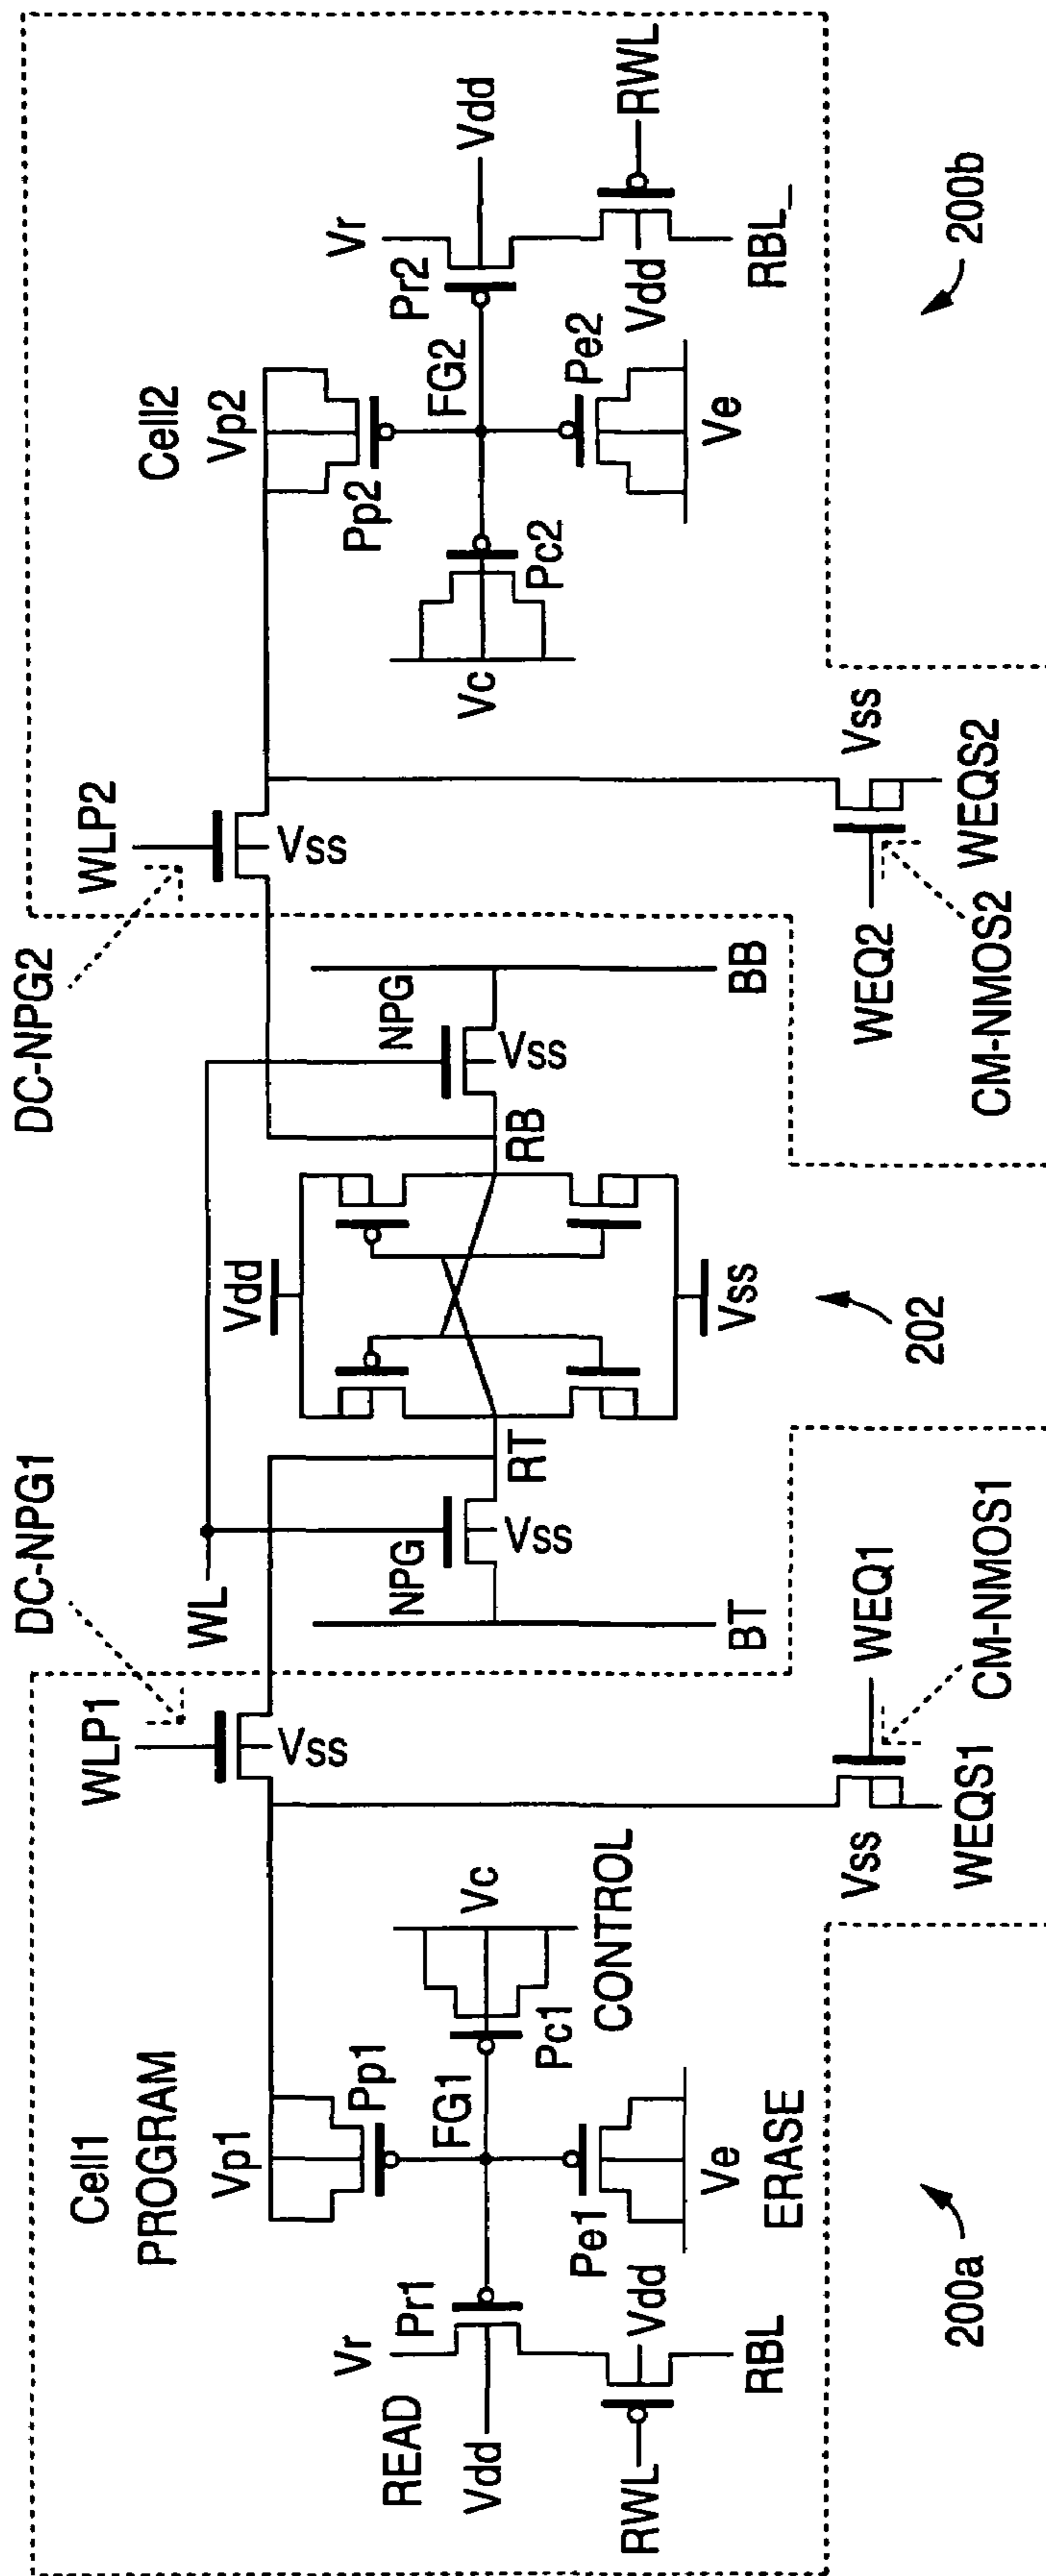 Cell1
PROGRAM
Vp1
Pp1
READ
Vr
Pr1
Vdd
FG1
Vc
Pc1
CONTROL
Pe1
Ve
ERASE
Vdd
RWL
RBL
200a
WLP1
DC-NPG1
Vss
WEQ1
Vss
CM-NMOS1
WEQS1
WL
NPG
Vss
BT
RT
Vdd
Vss
202
RB
NPG
Vss
BB
DC-NPG2
WLP2
Vss
WEQ2
Vss
CM-NMOS2
WEQS2
Cell2
Vp2
Pp2
Vc
Pc2
FG2
Pe2
Ve
Vr
Pr2
Vdd
Vdd
RWL
RBL_
200b